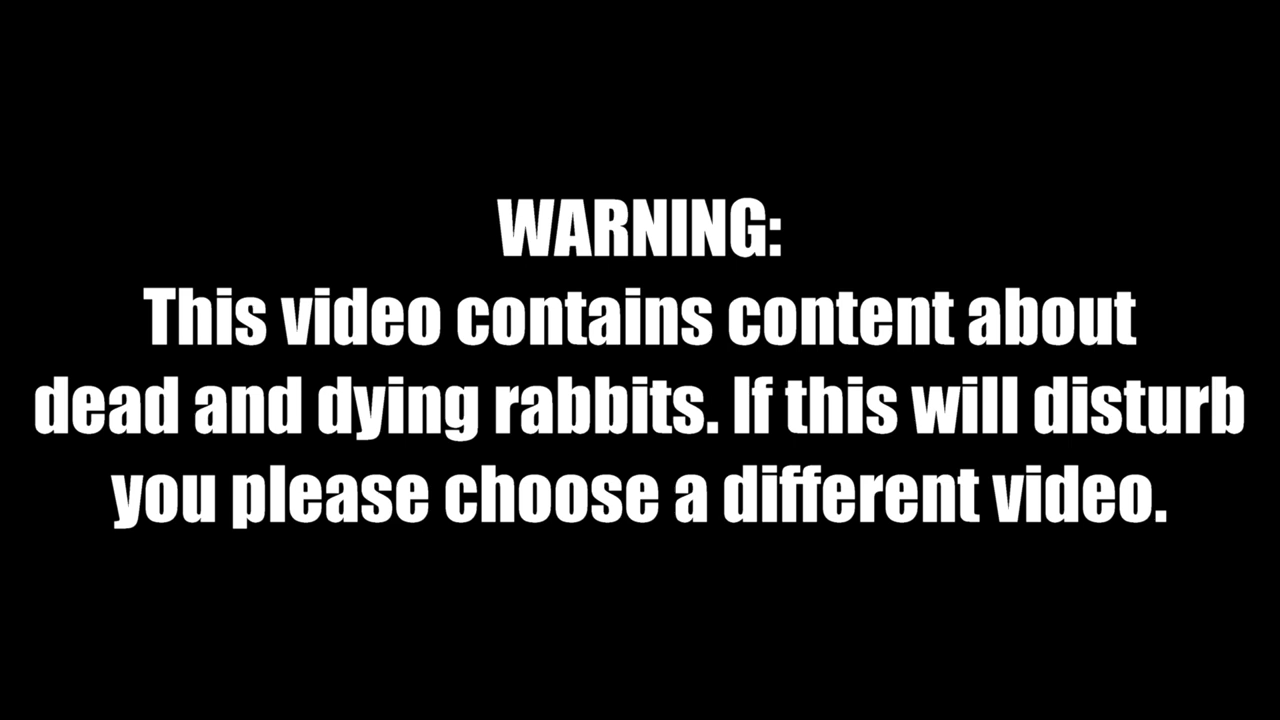 WARNING:
This video contains content about
dead and dying rabbits. If this will disturb
you please choose a different video.